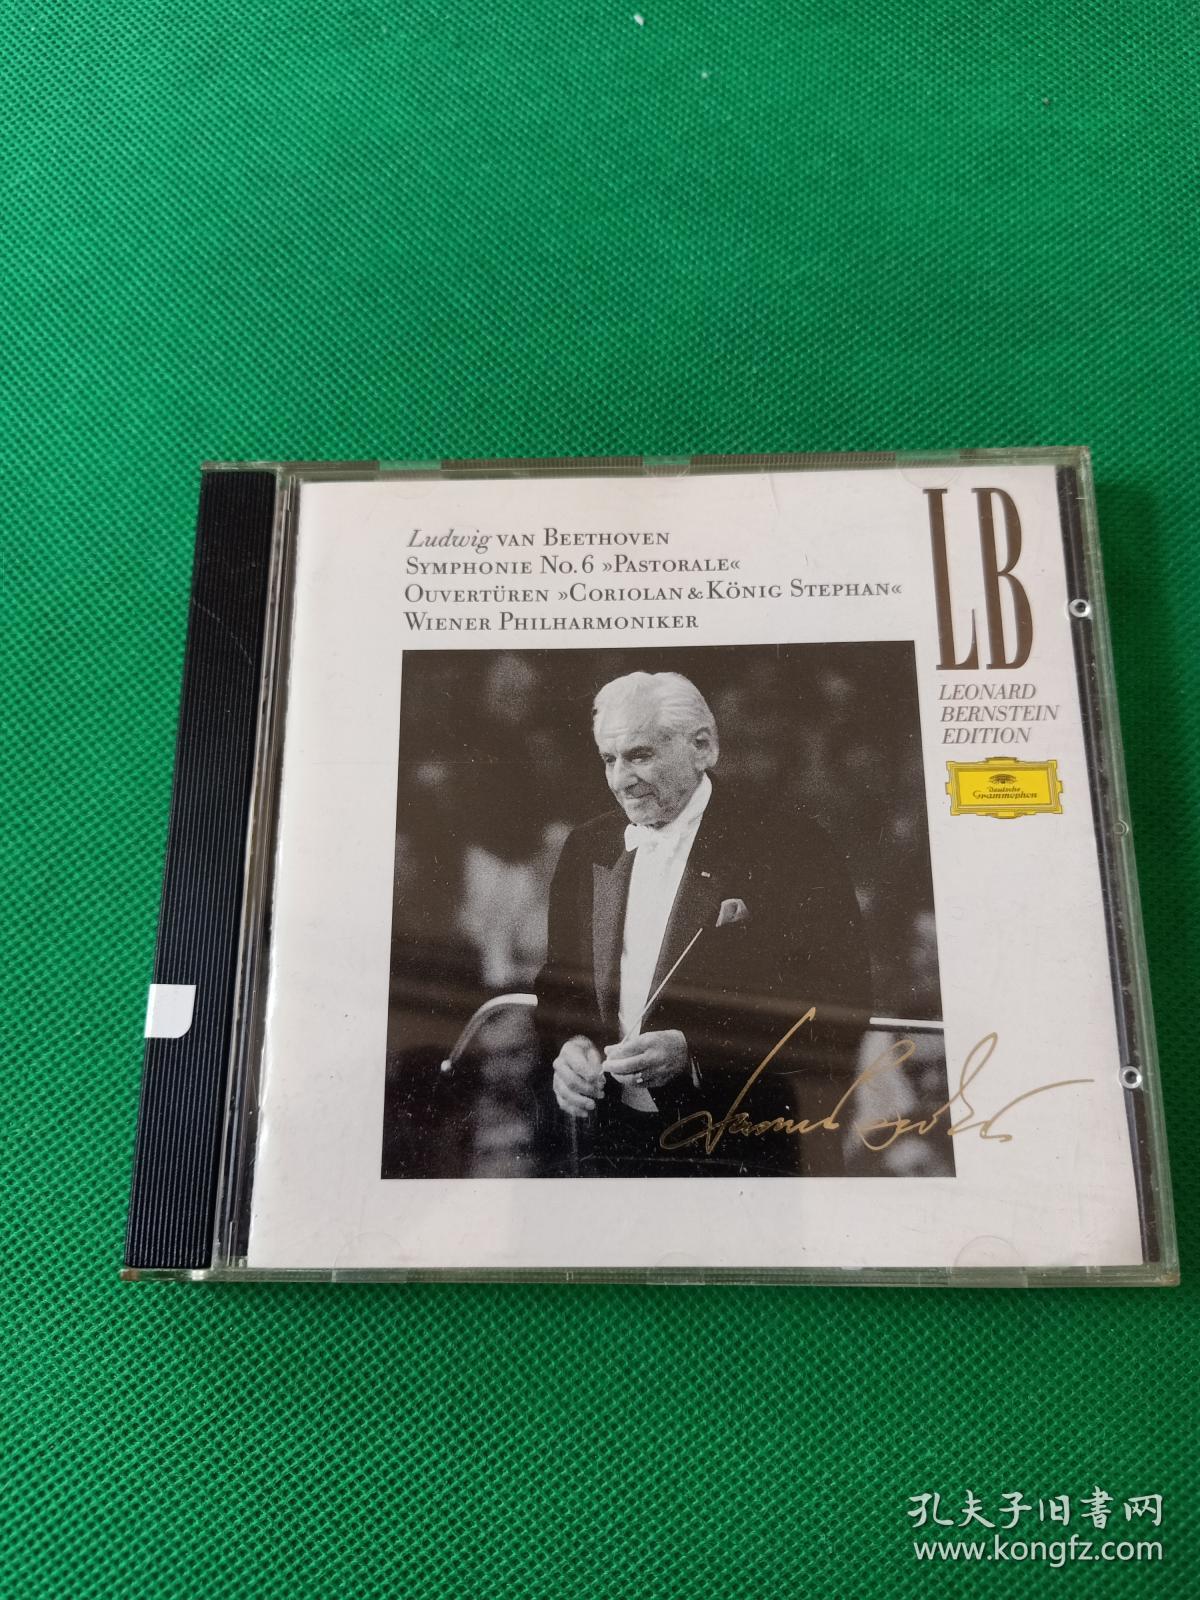 Ludwig van Beethoven
Symphonie No. 6 »Pastorale«
Ouvertüren »Coriolan & König Stephan«
Wiener Philharmoniker
LB
LEONARD
BERNSTEIN
EDITION
Deutsche
Grammophon
孔夫子旧书网
www.kongfz.com